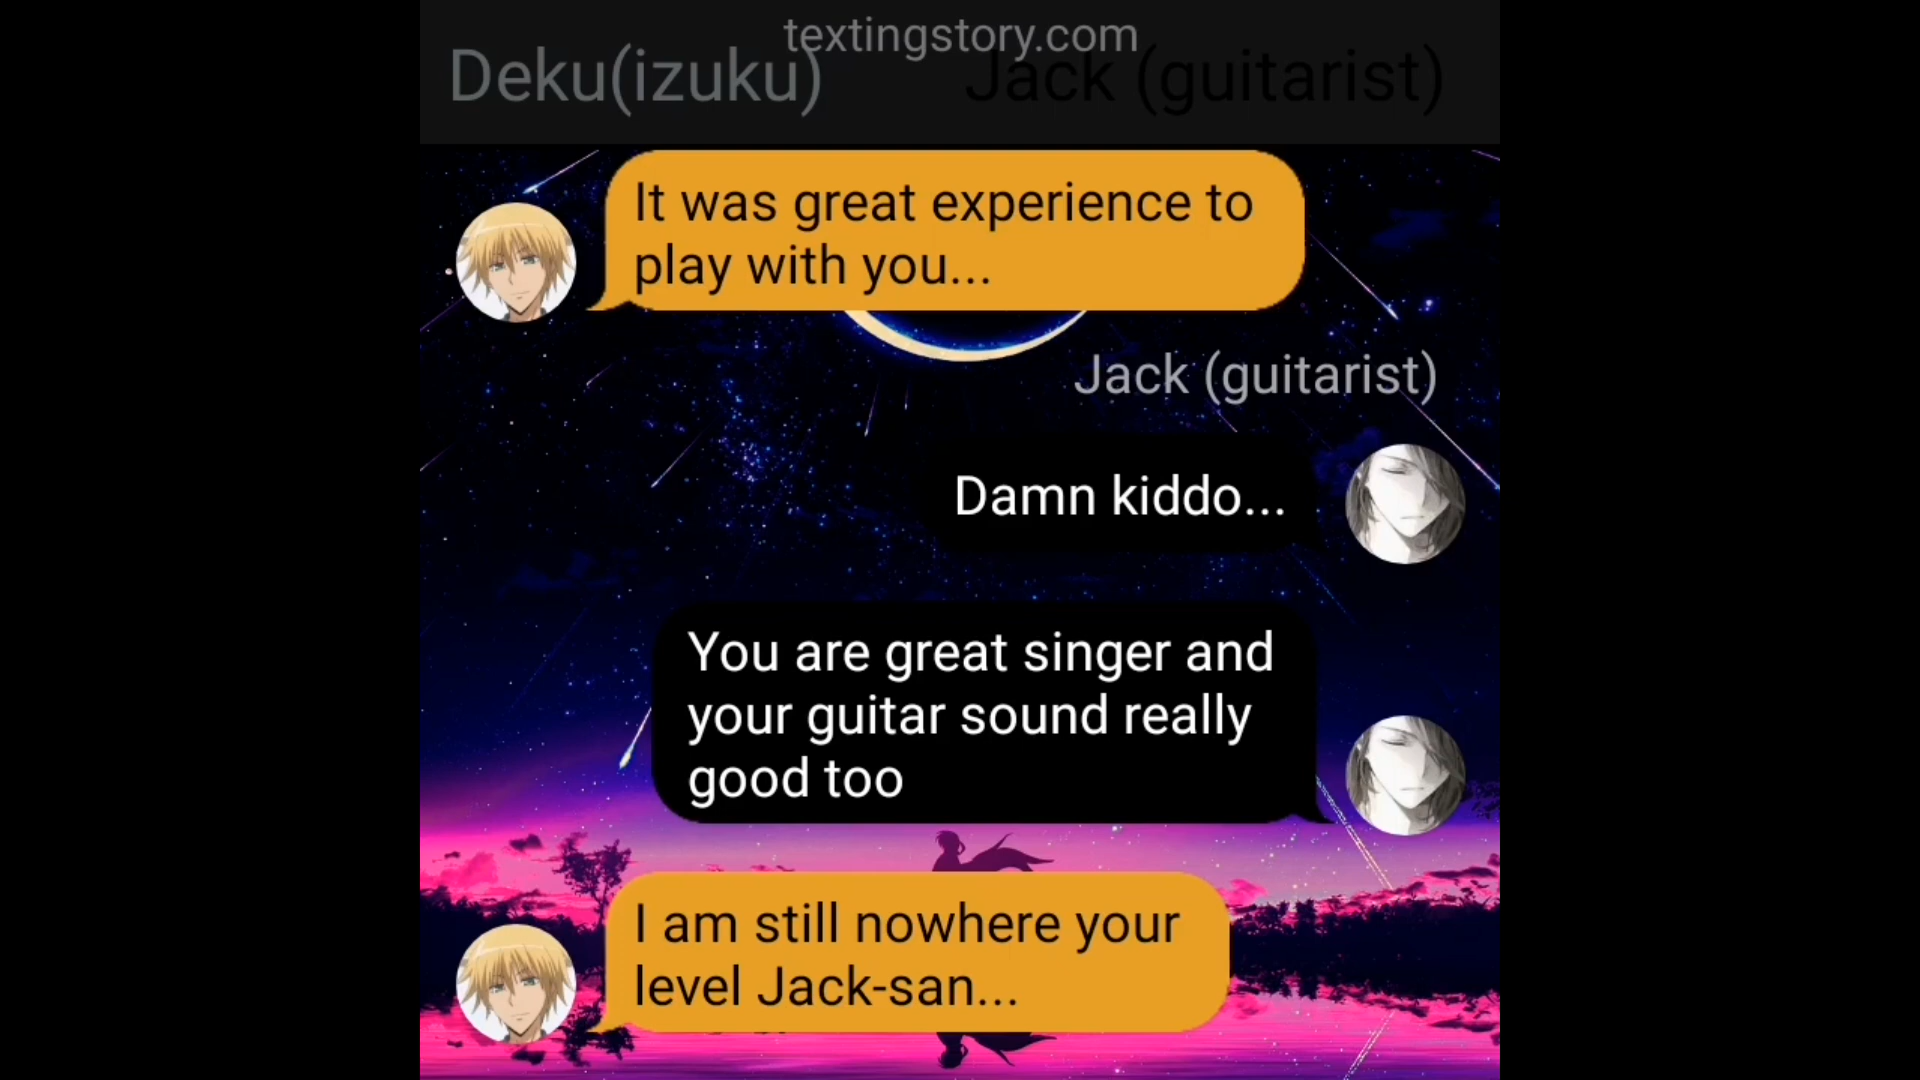 textingstory.com
Deku(izuku) Jack (guitarist)
It was great experience to
play with you...
Jack (guitarist)
Damn kiddo...
You are great singer and
your guitar sound really
good too
I am still nowhere your
level Jack-san...